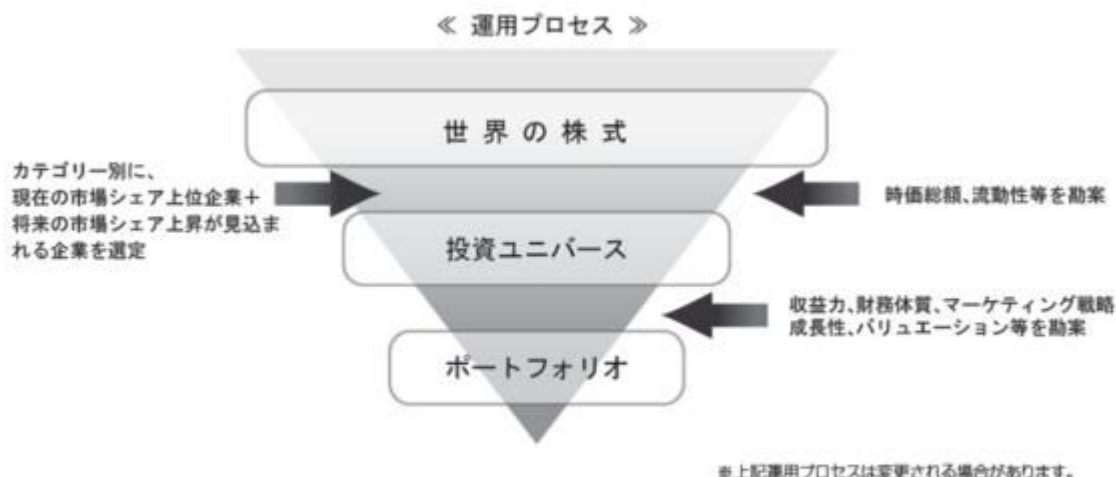 ≪ 運用プロセス ≫
世界の株式
カテゴリー別に、
現在の市場シェア上位企業＋
将来の市場シェア上昇が見込ま
れる企業を選定
時価総額、流動性等を勘案
投資ユニバース
収益力、財務体質、マーケティング戦略
成長性、バリュエーション等を勘案
ポートフォリオ
※上記運用プロセスは変更される場合があります。